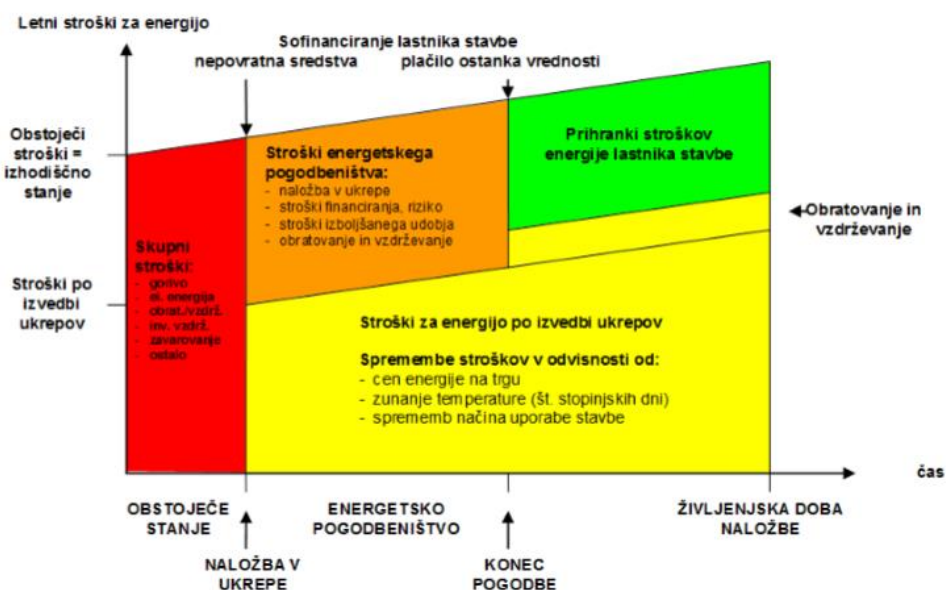 Letni stroški za energijo
Sofinanciranje lastnika stavbe
nepovratna sredstva
plačilo ostanka vrednosti
Obstoječi
stroški =
izhodiščno
stanje
Stroški energetskega
pogodbeništva:
- naložba v ukrepe
- stroški financiranja, riziko
- stroški izboljšanega udobja
- obratovanje in vzdrževanje
Prihranki stroškov
energije lastnika stavbe
Obratovanje in
vzdrževanje
Skupni
stroški:
- gorivo
- el. energija
- obrat./vzdrž.
- inv. vzdrž.
- zavarovanje
- ostalo
Stroški po
izvedbi
ukrepov
Stroški za energijo po izvedbi ukrepov
Spremembe stroškov v odvisnosti od:
- cen energije na trgu
- zunanje temperature (št. stopinjskih dni)
- sprememb načina uporabe stavbe
čas
OBSTOJEČE
STANJE
ENERGETSKO
POGODBENIŠTVO
ŽIVLJENJSKA DOBA
NALOŽBE
NALOŽBA V
UKREPE
KONEC
POGODBE